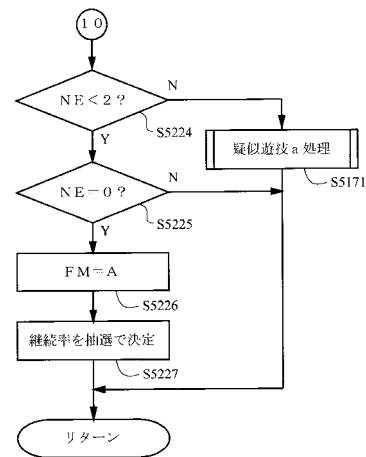 １０
ＮＥ＜２？
N
S5224
Y
疑似遊技ａ処理
S5171
ＮＥ＝０？
N
S5225
Y
ＦＭ＝Ａ
S5226
継続率を抽選で決定
S5227
リターン